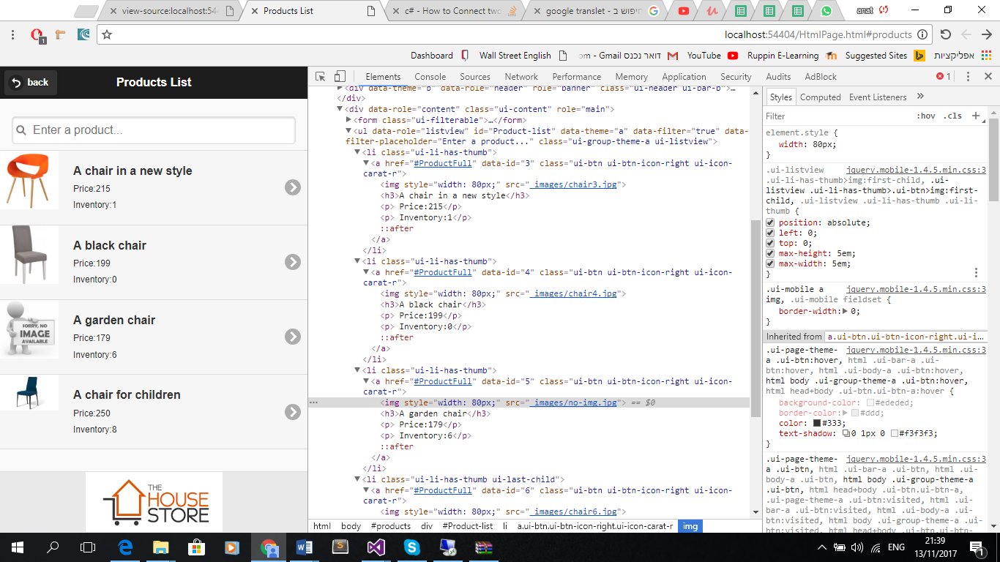 view-source:localhost:544
Products List
c# - How to Connect two
google translet - חיפוש ב
anat
localhost:54404/HtmlPage.html#products
Dashboard
Wall Street English
דואר נכנס
om - Gmail
YouTube
Ruppin E-Learning
Suggested Sites
אפליקציות
back
Products List
Enter a product...
A chair in a new style
Price:215
Inventory:1
A black chair
Price:199
Inventory:0
SORRY, NO
IMAGE
AVAILABLE
A garden chair
Price:179
Inventory:6
A chair for children
Price:250
Inventory:8
THE
HOUSE
STORE
Elements Console Sources Network Performance Memory Application Security Audits AdBlock 1
<div data-theme="b" data-role="header" role="banner" class="ui-header ui-bar-b">…
</div>
<div data-role="content" class="ui-content" role="main">
<form class="ui-filterable">…</form>
<ul data-role="listview" id="Product-list" data-theme="a" data-filter="true" data-
filter-placeholder="Enter a product..." class="ui-group-theme-a ui-listview">
<li class="ui-li-has-thumb">
<a href="#ProductFull" data-id="3" class="ui-btn ui-btn-icon-right ui-icon-
carat-r">
<img style="width: 80px;" src="_images/chair3.jpg">
<h3>A chair in a new style</h3>
<p> Price:215</p>
<p> Inventory:1</p>
::after
</a>
</li>
<li class="ui-li-has-thumb">
<a href="#ProductFull" data-id="4" class="ui-btn ui-btn-icon-right ui-icon-
carat-r">
<img style="width: 80px;" src="_images/chair4.jpg">
<h3>A black chair</h3>
<p> Price:199</p>
<p> Inventory:0</p>
::after
</a>
</li>
<li class="ui-li-has-thumb">
<a href="#ProductFull" data-id="5" class="ui-btn ui-btn-icon-right ui-icon-
carat-r">
<img style="width: 80px;" src="_images/no-img.jpg"> == $0
<h3>A garden chair</h3>
<p> Price:179</p>
<p> Inventory:6</p>
::after
</a>
</li>
<li class="ui-li-has-thumb ui-last-child">
<a href="#ProductFull" data-id="6" class="ui-btn ui-btn-icon-right ui-icon-
carat-r">
<img style="width: 80px;" src="_images/chair6.jpg">
html body #products div #Product-list li a.ui-btn.ui-btn-icon-right.ui-icon-carat-r img
Styles Computed Event Listeners »
Filter :hov .cls +
element.style {
width: 80px;
}
.ui-listview jquery.mobile-1.4.5.min.css:3
.ui-li-has-thumb>img:first-child, .ui-
listview .ui-li-has-thumb>.ui-btn>img:first-
child, .ui-listview .ui-li-has-thumb .ui-li-
thumb {
position: absolute;
left: 0;
top: 0;
max-height: 5em;
max-width: 5em;
}
.ui-mobile a jquery.mobile-1.4.5.min.css:3
img, .ui-mobile fieldset {
border-width: 0;
}
Inherited from a.ui-btn.ui-btn-icon-right.ui-i…
.ui-page-theme- jquery.mobile-1.4.5.min.css:3
a .ui-btn:hover, html .ui-bar-a .ui-
btn:hover, html .ui-body-a .ui-btn:hover,
html body .ui-group-theme-a .ui-btn:hover,
html head+body .ui-btn.ui-btn-a:hover {
background-color: #ededed;
border-color: #ddd;
color: #333;
text-shadow: 0 1px 0 #f3f3f3;
}
.ui-page-theme- jquery.mobile-1.4.5.min.css:3
a .ui-btn, html .ui-bar-a .ui-btn, html .ui-
body-a .ui-btn, html body .ui-group-theme-a
.ui-btn, html head+body .ui-btn.ui-btn-a,
.ui-page-theme-a .ui-btn:visited, html .ui-
bar-a .ui-btn:visited, html .ui-body-a .ui-
btn:visited, html body .ui-group-theme-a .ui-
btn:visited, html head+body .ui-btn.ui-btn-
ENG
21:39
13/11/2017
1